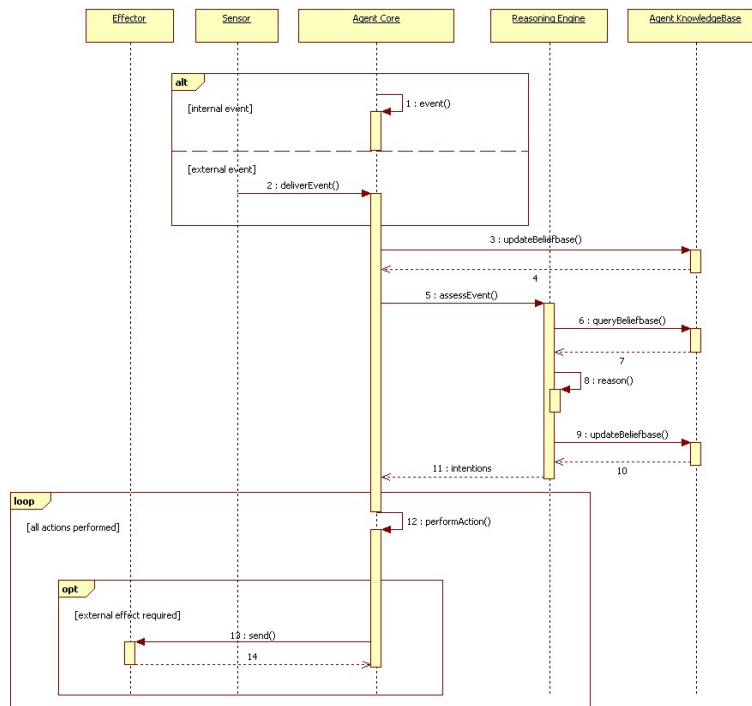 Effector
Sensor
Agent Core
Reasoning Engine
Agent KnowledgeBase
alt
[internal event]
1 : event()
[external event]
2 : deliverEvent()
3 : updateBeliefbase()
4
5 : assessEvent()
6 : queryBeliefbase()
7
8 : reason()
9 : updateBeliefbase()
10
11 : intentions
loop
[all actions performed]
12 : performAction()
opt
[external effect required]
13 : send()
14